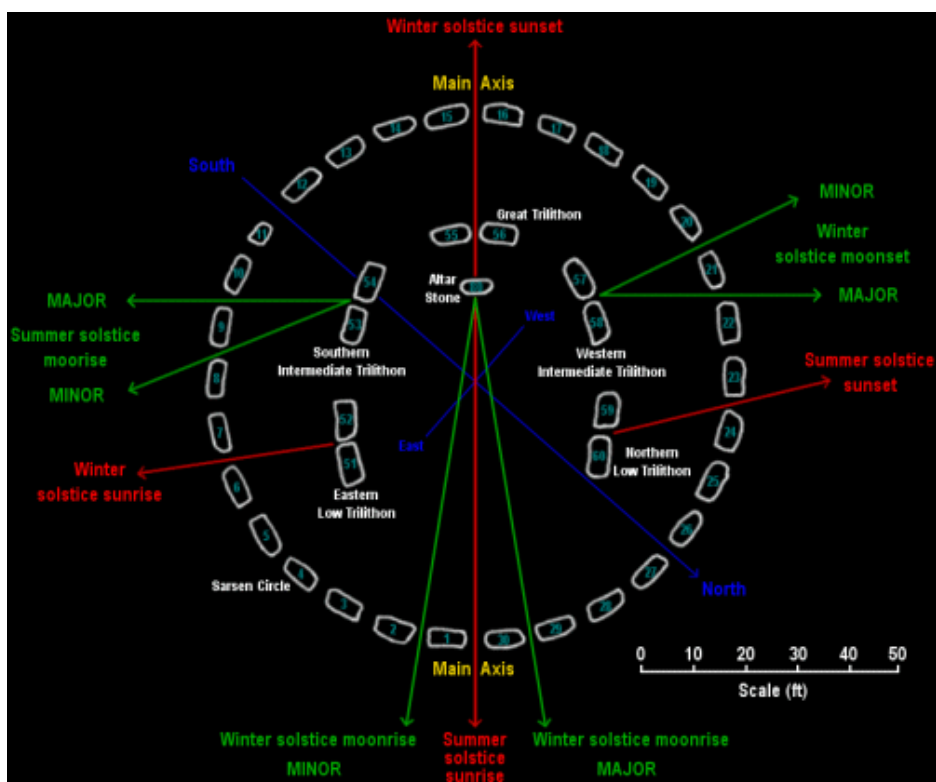 Winter solstice sunset
Main Axis
15
16
14
17
13
18
12
19
South
MINOR
11
20
Great Trilithon
55
56
Winter
solstice moonset
10
21
54
57
Altar
Stone
80
MAJOR
MAJOR
9
53
58
22
West
Summer solstice
moorise
Southern
Intermediate Trilithon
Western
Intermediate Trilithon
Summer solstice
sunset
8
23
MINOR
52
59
7
24
East
Winter
solstice sunrise
51
60
Northern
Low Trilithon
6
25
Eastern
Low Trilithon
5
26
Sarsen Circle
4
27
North
3
28
2
29
1
30
0 10 20 30 40 50
Scale (ft)
Main Axis
Winter solstice moonrise
MINOR
Summer
solstice
sunrise
Winter solstice moonrise
MAJOR